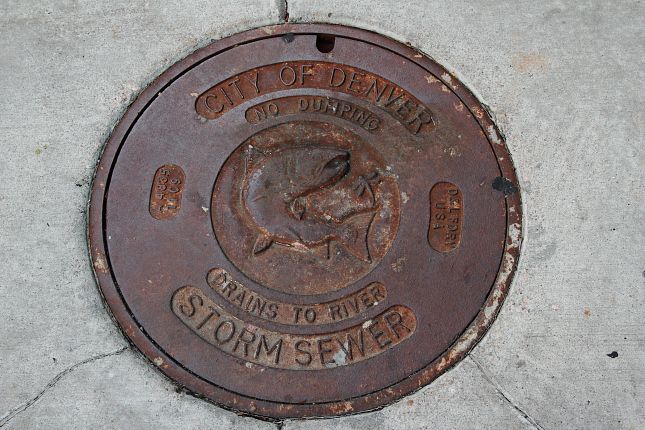 CITY OF DENVER
NO DUMPING
USA
DRAINS TO RIVER
STORM SEWER